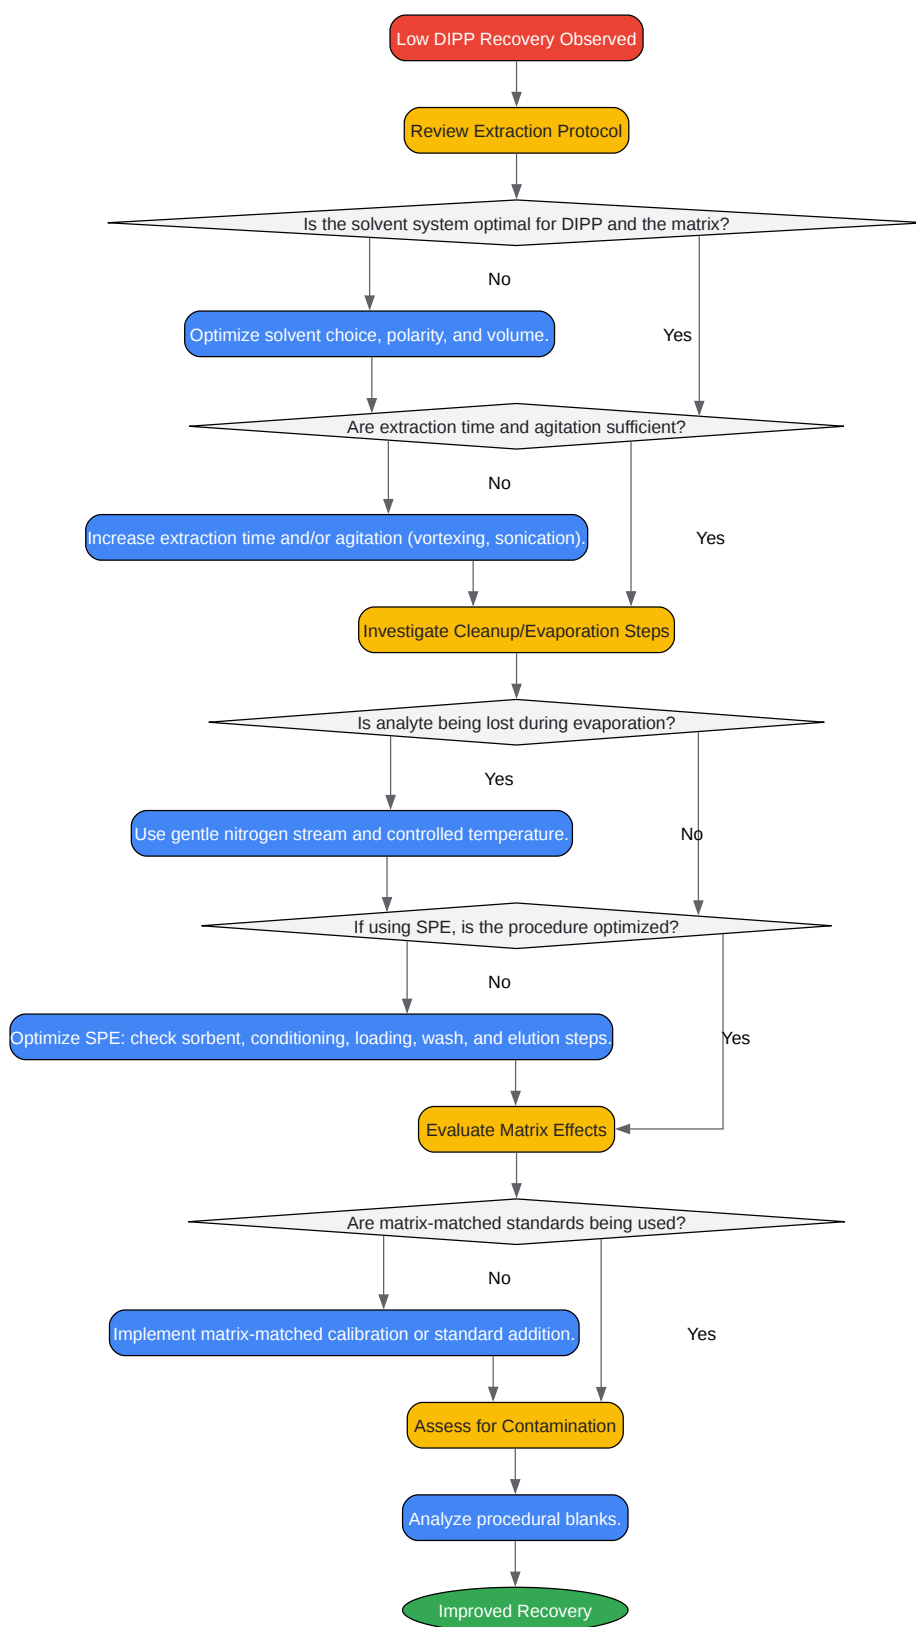 Low DIPP Recovery Observed
Review Extraction Protocol
Is the solvent system optimal for DIPP and the matrix?
No
Optimize solvent choice, polarity, and volume.
Yes
Are extraction time and agitation sufficient?
No
Increase extraction time and/or agitation (vortexing, sonication).
Yes
Investigate Cleanup/Evaporation Steps
Is analyte being lost during evaporation?
Yes
Use gentle nitrogen stream and controlled temperature.
No
If using SPE, is the procedure optimized?
No
Optimize SPE: check sorbent, conditioning, loading, wash, and elution steps.
Yes
Evaluate Matrix Effects
Are matrix-matched standards being used?
No
Implement matrix-matched calibration or standard addition.
Yes
Assess for Contamination
Analyze procedural blanks.
Improved Recovery